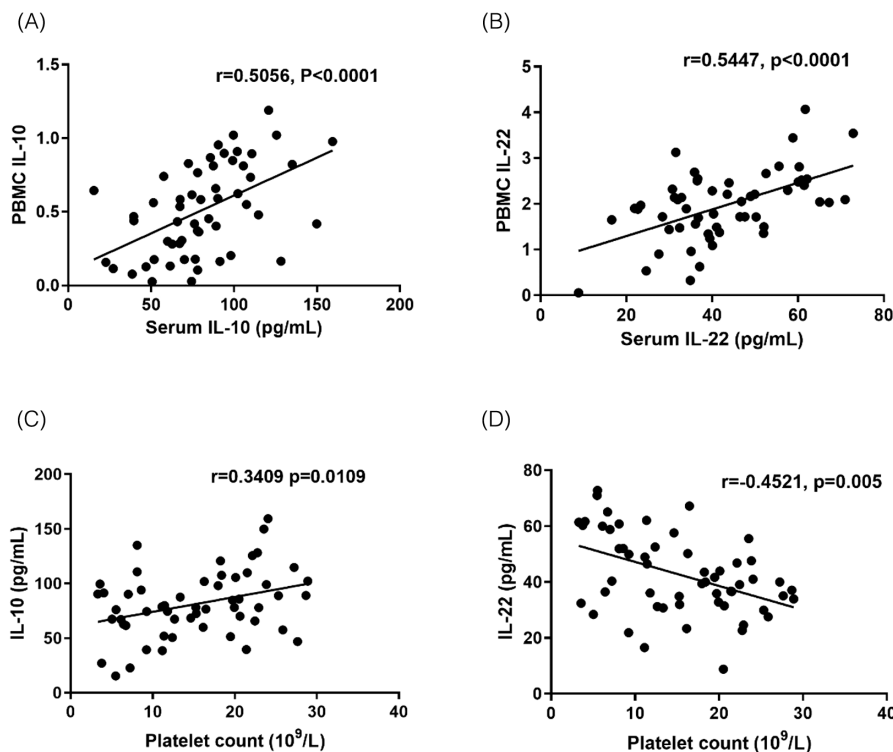 (A)
r=0.5056, P<0.0001
PBMC IL-10
1.5
1.0
0.5
0.0
0 50 100 150 200
Serum IL-10 (pg/mL)
(B)
r=0.5447, p<0.0001
PBMC IL-22
5
4
3
2
1
0
0 20 40 60 80
Serum IL-22 (pg/mL)
(C)
r=0.3409 p=0.0109
IL-10 (pg/mL)
200
150
100
50
0
0 10 20 30 40
Platelet count (10⁹/L)
(D)
r=-0.4521, p=0.005
IL-22 (pg/mL)
80
60
40
20
0
0 10 20 30 40
Platelet count (10⁹/L)